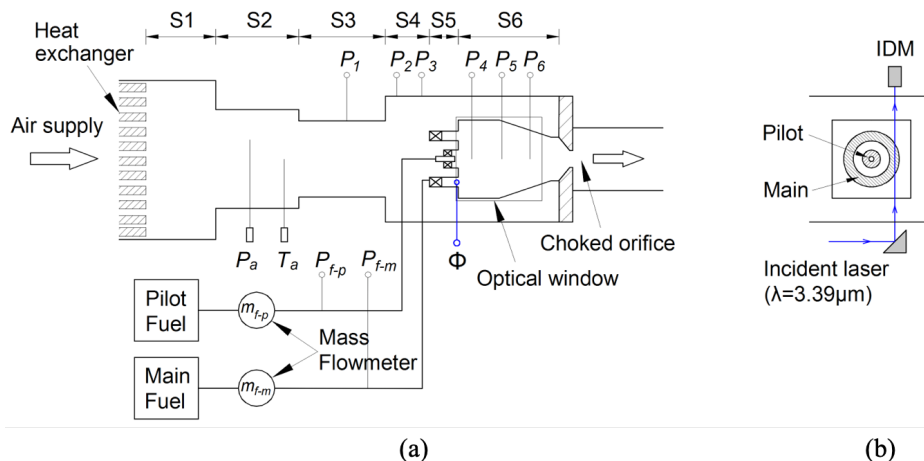 S1 S2 S3 S4 S5 S6
Heat
exchanger
P1 P2 P3 P4 P5 P6
Air supply
Pa Ta Pf-p Pf-m
Φ
Choked orifice
Optical window
Pilot
Fuel
mf-p
Mass
Flowmeter
Main
Fuel
mf-m
(a)
IDM
Pilot
Main
Incident laser
(λ=3.39μm)
(b)